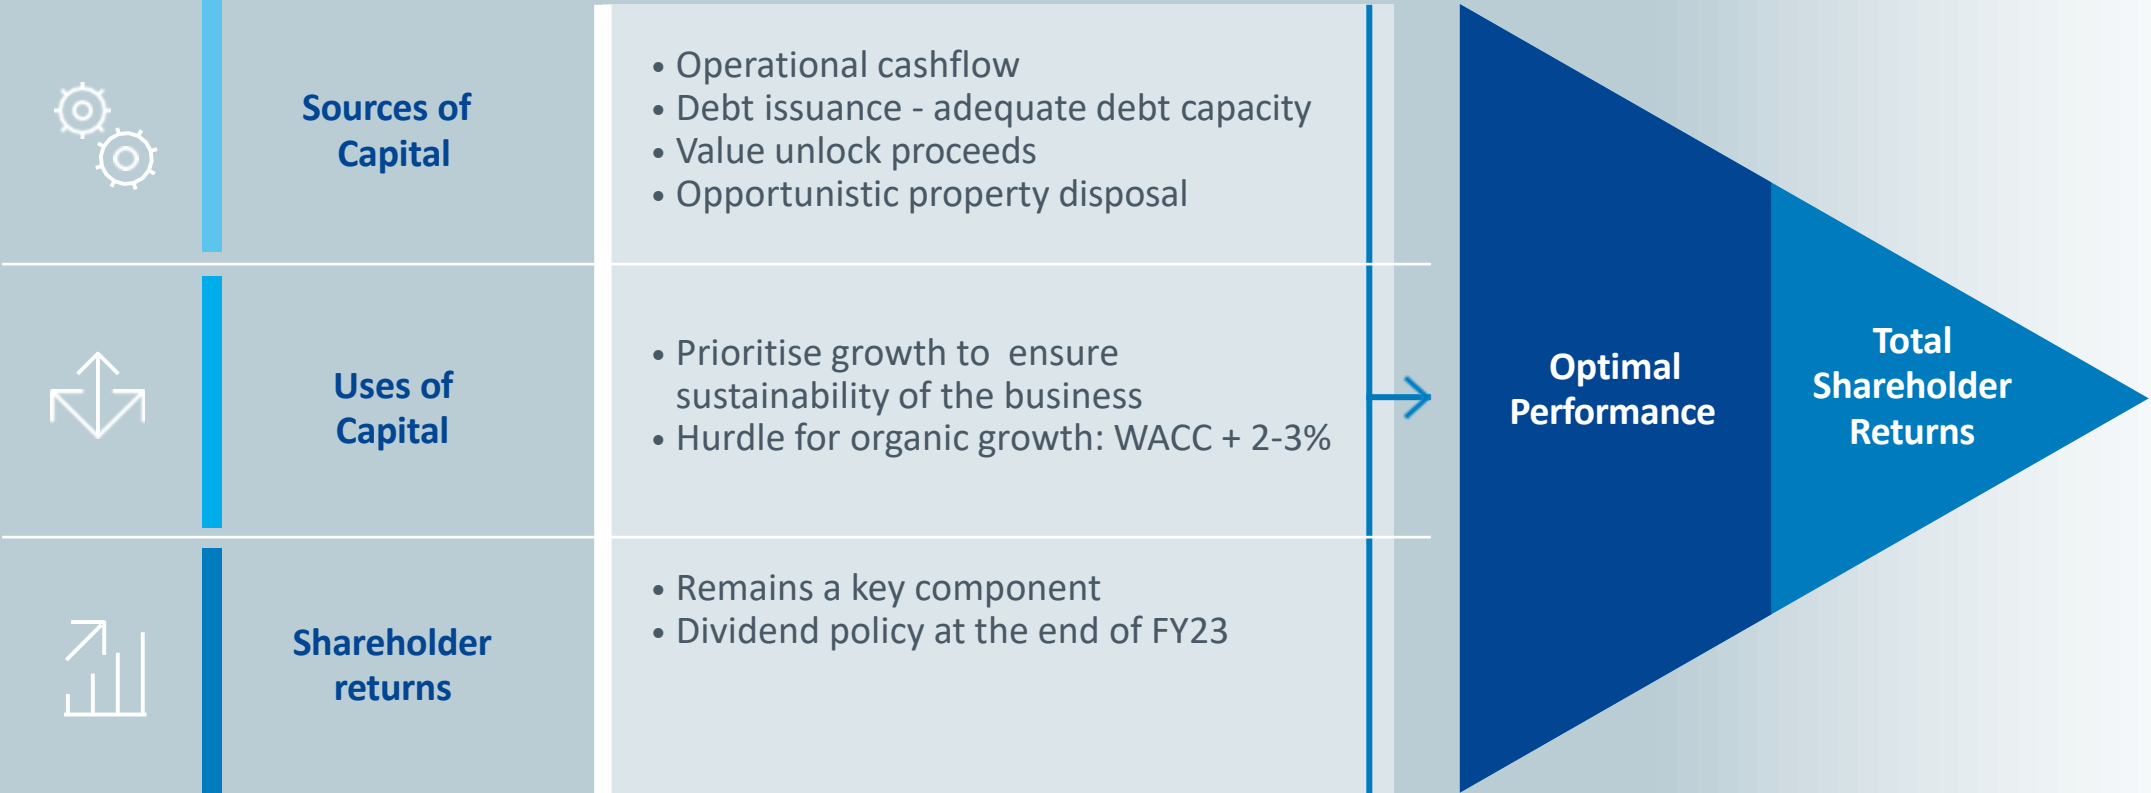 Sources of
Capital
• Operational cashflow
• Debt issuance - adequate debt capacity
• Value unlock proceeds
• Opportunistic property disposal
Uses of
Capital
• Prioritise growth to  ensure
sustainability of the business
• Hurdle for organic growth: WACC + 2-3%
Shareholder
returns
• Remains a key component
• Dividend policy at the end of FY23
Optimal
Performance
Total
Shareholder
Returns